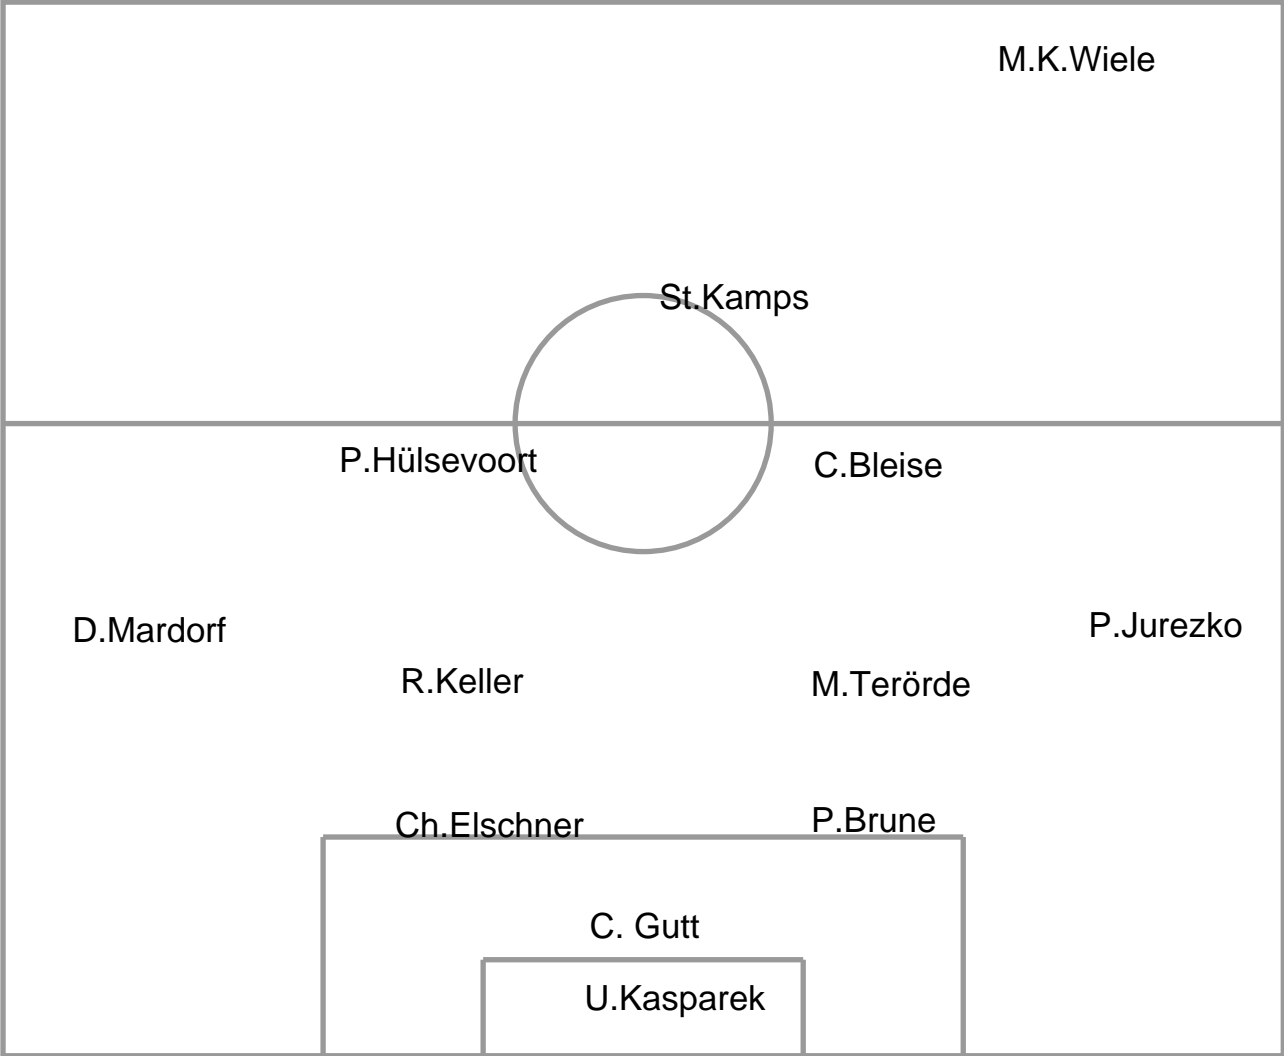 M.K.Wiele
St.Kamps
P.Hülsevoort
C.Bleise
D.Mardorf
P.Jurezko
R.Keller
M.Terörde
Ch.Elschner
P.Brune
C. Gutt
U.Kasparek